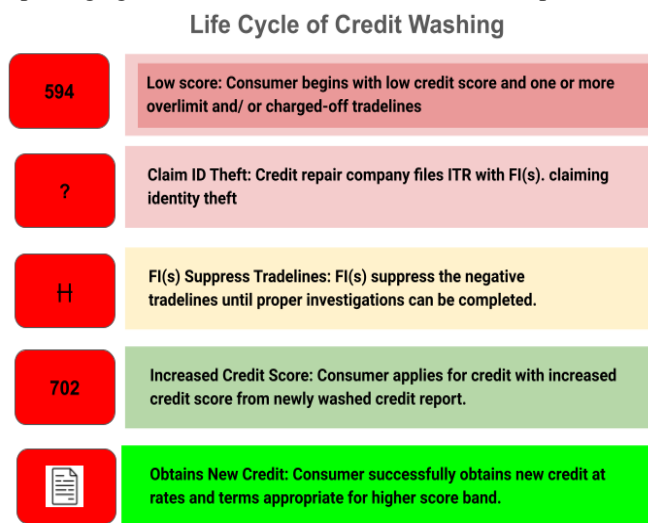 Life Cycle of Credit Washing
594
Low score: Consumer begins with low credit score and one or more
overlimit and/ or charged-off tradelines
?
Claim ID Theft: Credit repair company files ITR with FI(s). claiming
identity theft
H
FI(s) Suppress Tradelines: FI(s) suppress the negative
tradelines until proper investigations can be completed.
702
Increased Credit Score: Consumer applies for credit with increased
credit score from newly washed credit report.
Obtains New Credit: Consumer successfully obtains new credit at
rates and terms appropriate for higher score band.